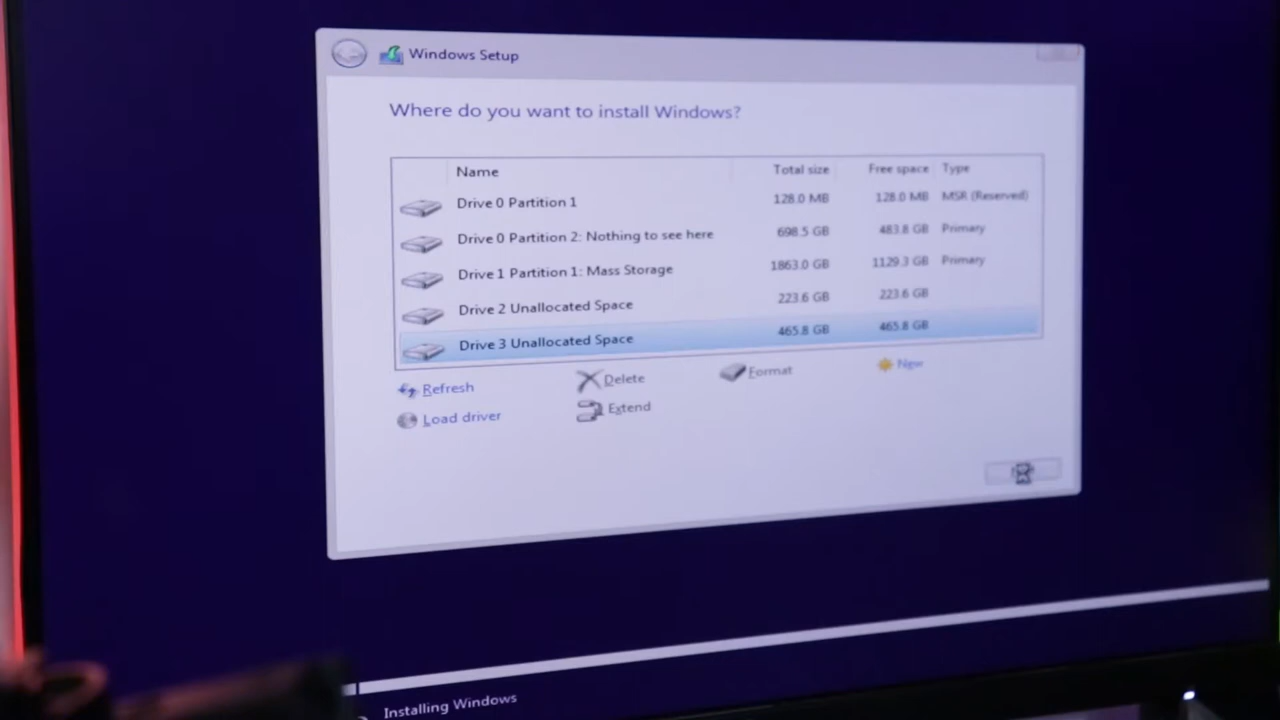 Windows Setup
Where do you want to install Windows?
Name Total size Free space Type
Drive 0 Partition 1 128.0 MB 128.0 MB MSR (Reserved)
Drive 0 Partition 2: Nothing to see here 698.5 GB 483.8 GB Primary
Drive 1 Partition 1: Mass Storage 1863.0 GB 1129.3 GB Primary
Drive 2 Unallocated Space 223.6 GB 223.6 GB
Drive 3 Unallocated Space 465.8 GB 465.8 GB
Refresh Delete Format New
Load driver Extend
Installing Windows